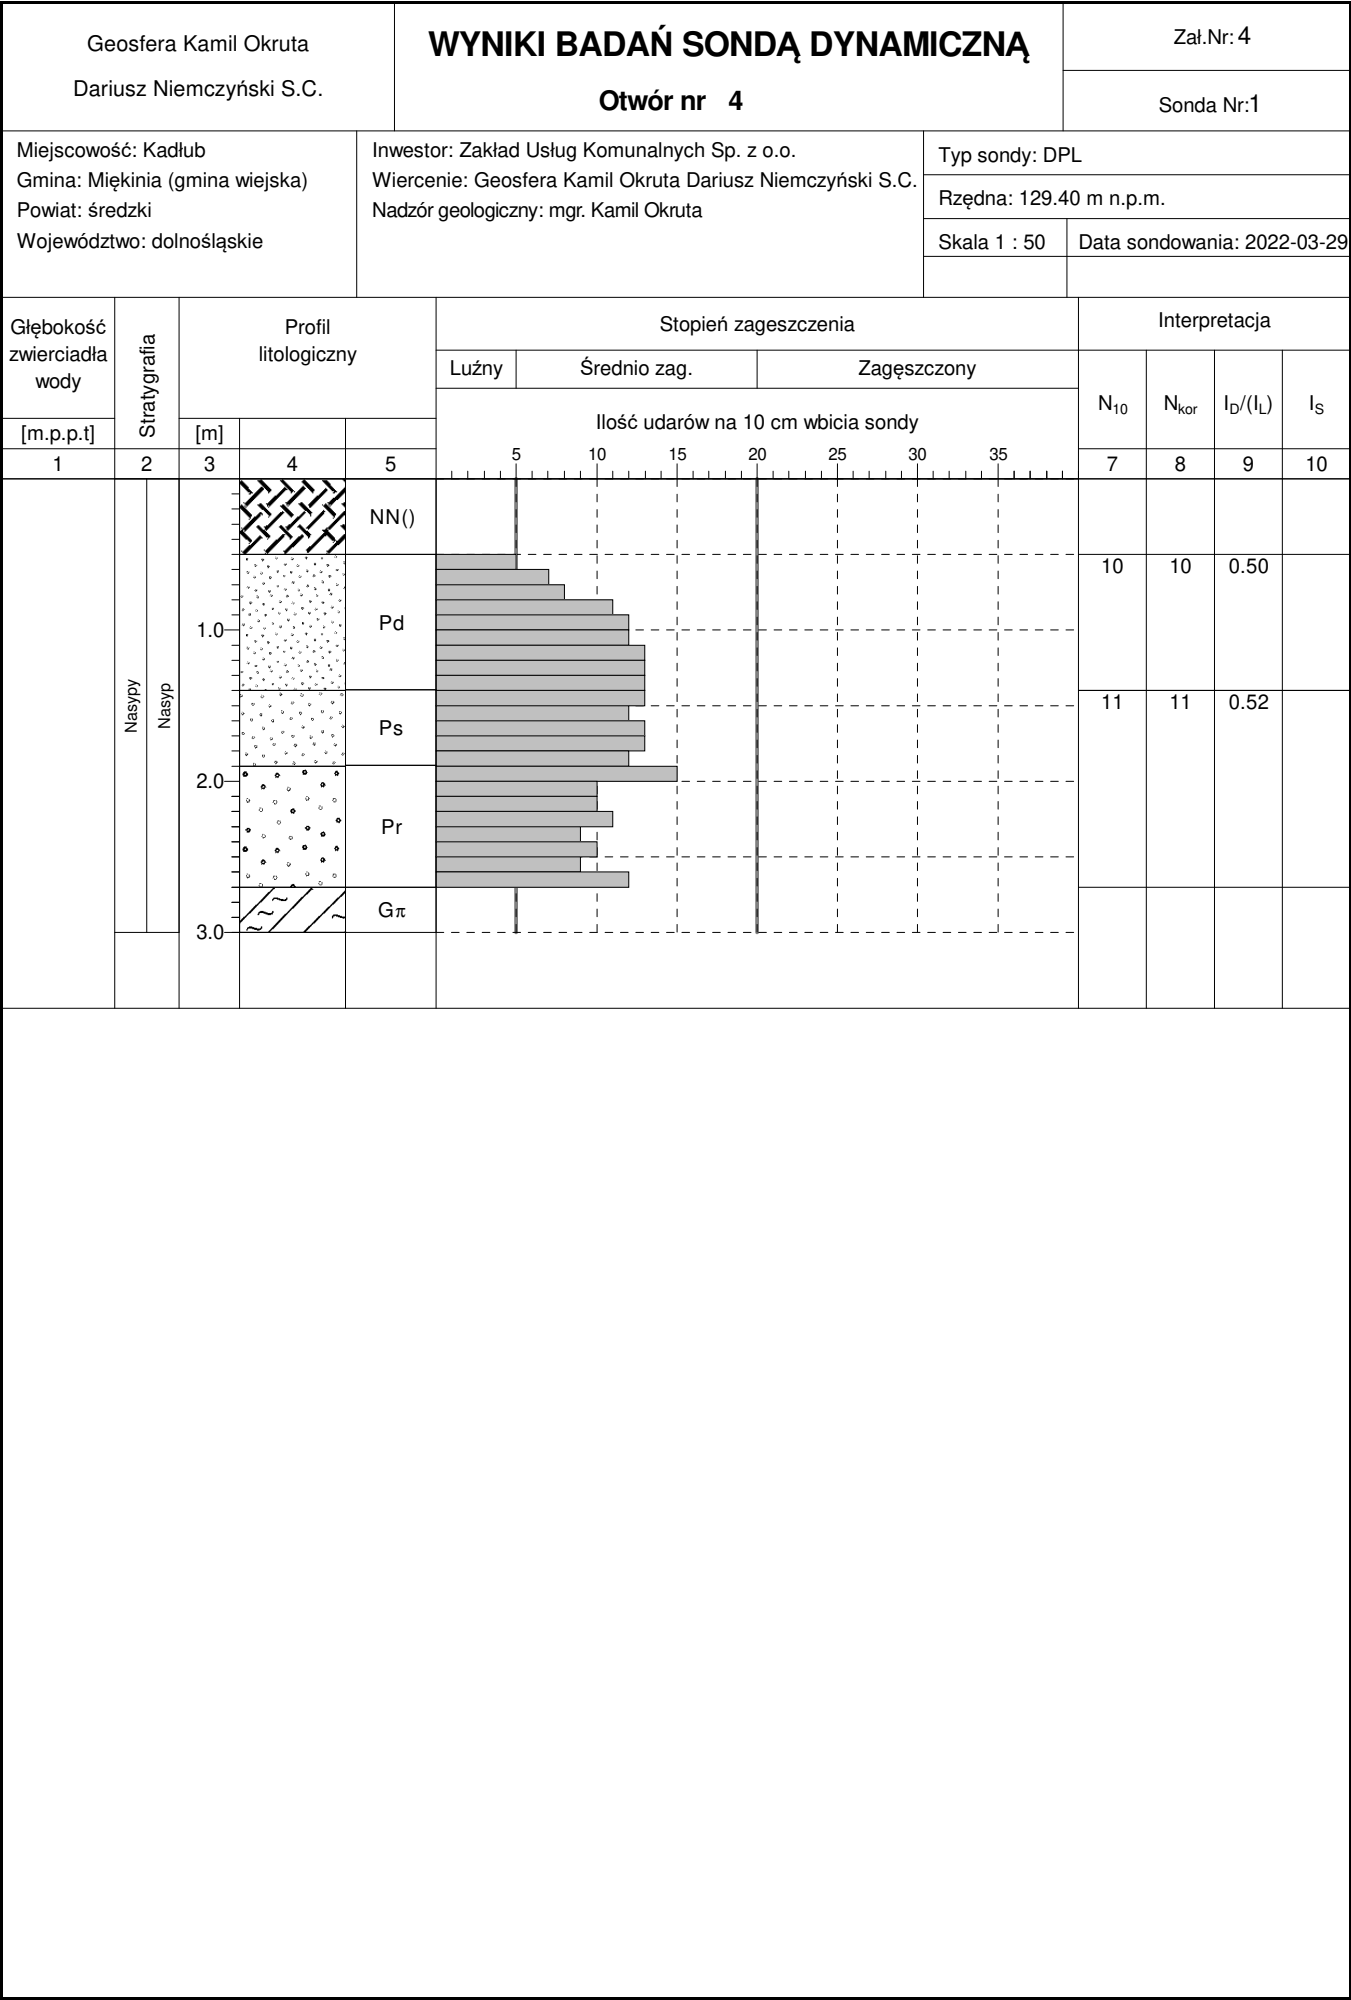 Geosfera Kamil Okruta
Dariusz Niemczyński S.C.
WYNIKI BADAŃ SONDĄ DYNAMICZNĄ
Otwór nr 4
Zał.Nr: 4
Sonda Nr:1
Miejscowość: Kadłub
Gmina: Miękinia (gmina wiejska)
Powiat: średzki
Województwo: dolnośląskie
Inwestor: Zakład Usług Komunalnych Sp. z o.o.
Wiercenie: Geosfera Kamil Okruta Dariusz Niemczyński S.C.
Nadzór geologiczny: mgr. Kamil Okruta
Typ sondy: DPL
Rzędna: 129.40 m n.p.m.
Skala 1 : 50
Data sondowania: 2022-03-29
Głębokość
zwierciadła
wody
[m.p.p.t]
Stratygrafia
Profil
litologiczny
[m]
Stopień zageszczenia
Luźny
Średnio zag.
Zagęszczony
Ilość udarów na 10 cm wbicia sondy
5 10 15 20 25 30 35
Interpretacja
N10 Nkor ID/(IL) IS
1 2 3 4 5 7 8 9 10
Nasypy
Nasyp
NN()
10 10 0.50
1.0
Pd
11 11 0.52
Ps
2.0
Pr
Gπ
3.0